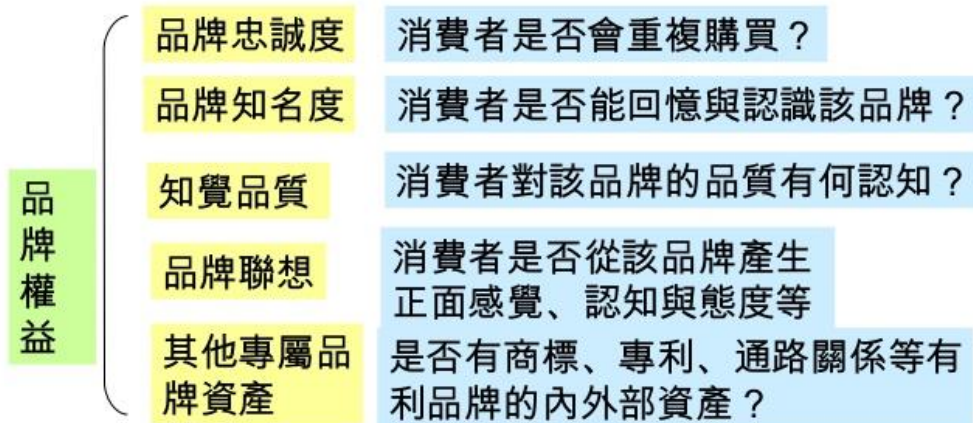 品牌權益
品牌忠誠度
消費者是否會重複購買？
品牌知名度
消費者是否能回憶與認識該品牌？
知覺品質
消費者對該品牌的品質有何認知？
品牌聯想
消費者是否從該品牌產生
正面感覺、認知與態度等
其他專屬品
牌資產
是否有商標、專利、通路關係等有
利品牌的內外部資產？